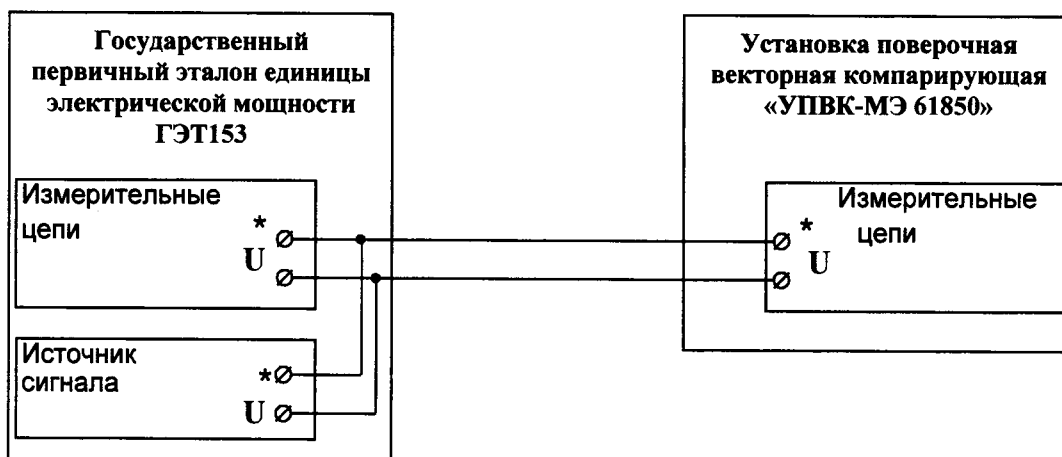 Государственный
первичный эталон единицы
электрической мощности
ГЭТ153
Измерительные
цепи
*
U
Источник
сигнала
*
U
Установка поверочная
векторная компарирующая
«УПВК-МЭ 61850»
*
Измерительные
цепи
U